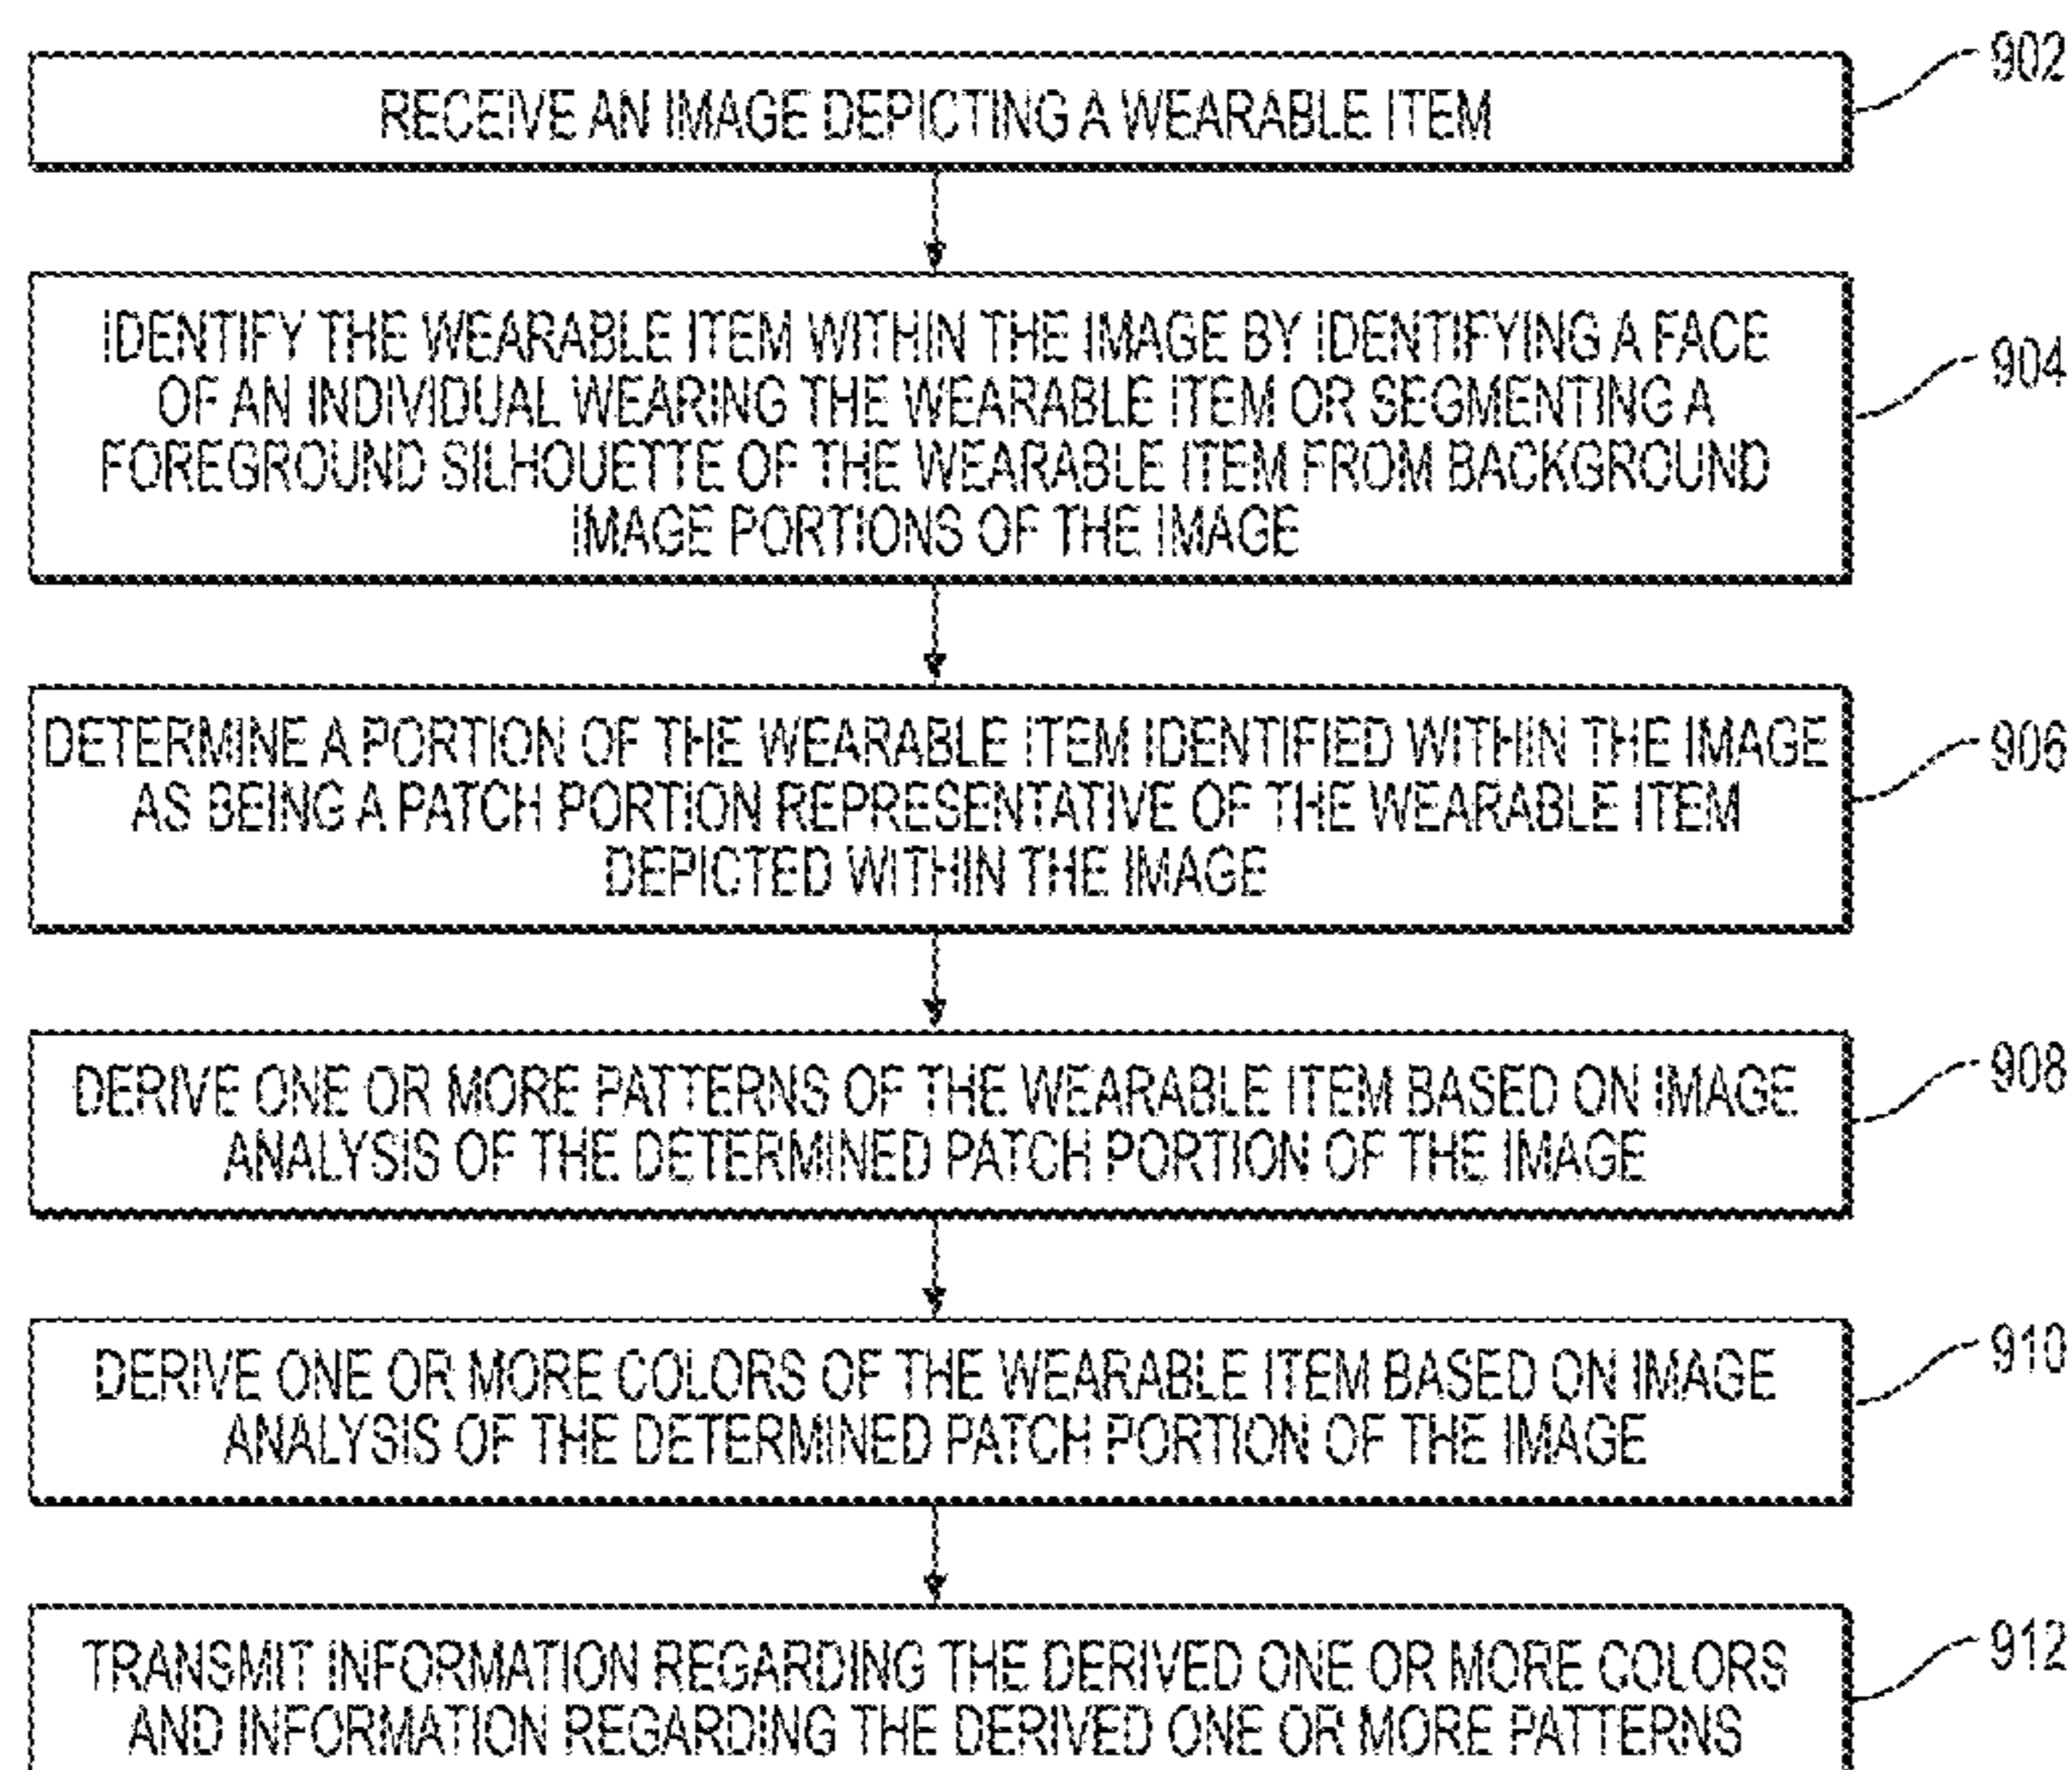 902
RECEIVE AN IMAGE DEPICTING A WEARABLE ITEM
904
IDENTIFY THE WEARABLE ITEM WITHIN THE IMAGE BY IDENTIFYING A FACE
OF AN INDIVIDUAL WEARING THE WEARABLE ITEM OR SEGMENTING A
FOREGROUND SILHOUETTE OF THE WEARABLE ITEM FROM BACKGROUND
IMAGE PORTIONS OF THE IMAGE
906
DETERMINE A PORTION OF THE WEARABLE ITEM IDENTIFIED WITHIN THE IMAGE
AS BEING A PATCH PORTION REPRESENTATIVE OF THE WEARABLE ITEM
DEPICTED WITHIN THE IMAGE
908
DERIVE ONE OR MORE PATTERNS OF THE WEARABLE ITEM BASED ON IMAGE
ANALYSIS OF THE DETERMINED PATCH PORTION OF THE IMAGE
910
DERIVE ONE OR MORE COLORS OF THE WEARABLE ITEM BASED ON IMAGE
ANALYSIS OF THE DETERMINED PATCH PORTION OF THE IMAGE
912
TRANSMIT INFORMATION REGARDING THE DERIVED ONE OR MORE COLORS
AND INFORMATION REGARDING THE DERIVED ONE OR MORE PATTERNS